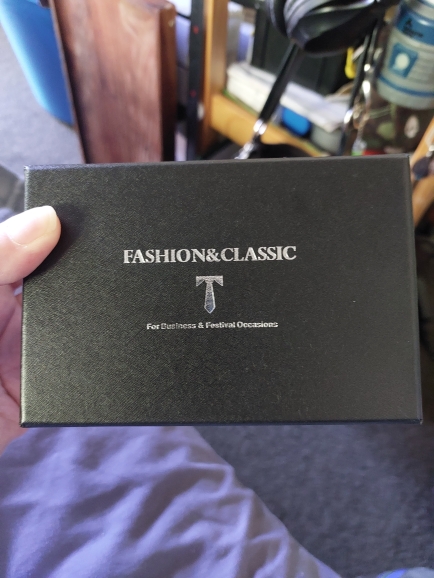 FASHION&CLASSIC
For Business & Festival Occasions